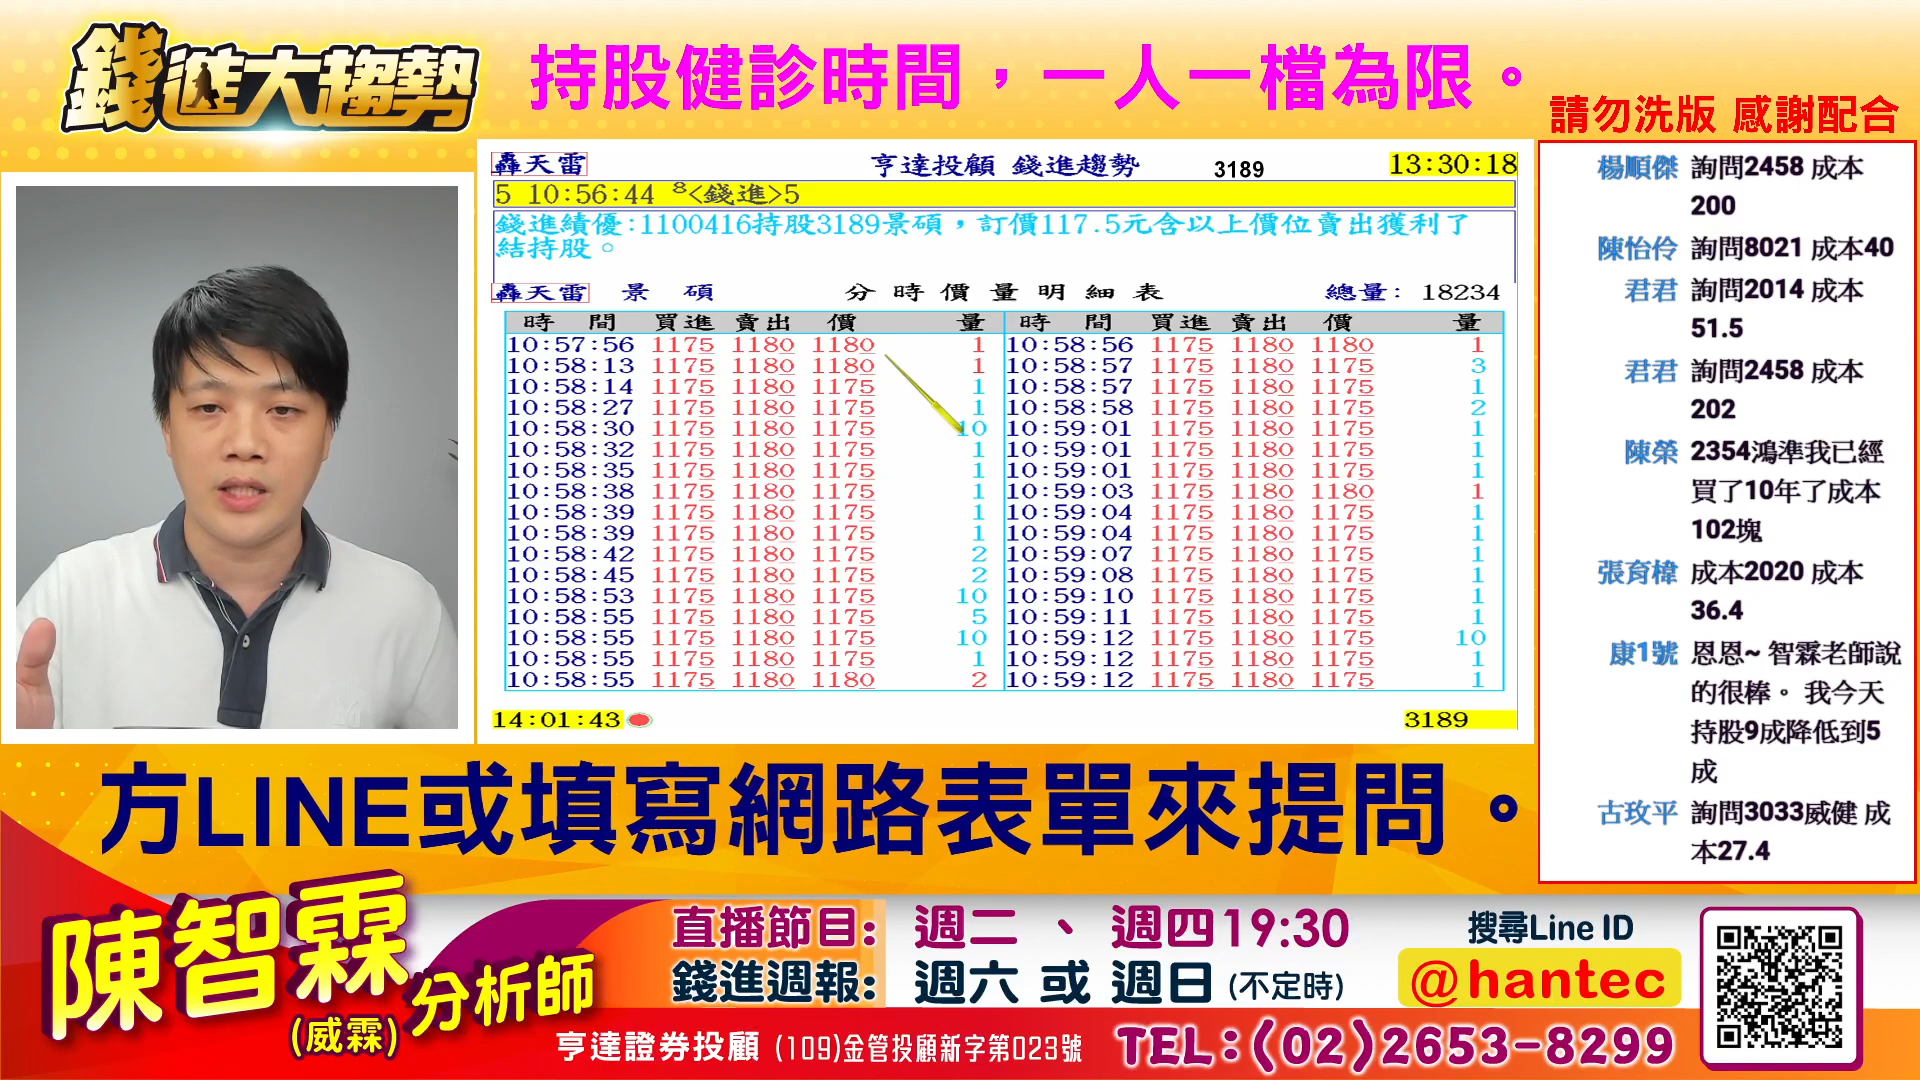 錢進大趨勢
持股健診時間，一人一檔為限。
請勿洗版 感謝配合
轟天雷 亨達投顧 錢進趨勢 3189 13:30:18
5 10:56:44 8<錢進>5
錢進績優:1100416持股3189景碩，訂價117.5元含以上價位賣出獲利了
結持股。
轟天雷 景碩 分時價量明細表 總量: 18234
時間 買進 賣出 價 量 時間 買進 賣出 價 量
10:57:56 1175 1180 1180 1 10:58:56 1175 1180 1180 1
10:58:13 1175 1180 1180 1 10:58:57 1175 1180 1175 3
10:58:14 1175 1180 1175 1 10:58:57 1175 1180 1175 1
10:58:27 1175 1180 1175 1 10:58:58 1175 1180 1175 2
10:58:30 1175 1180 1175 10 10:59:01 1175 1180 1175 1
10:58:32 1175 1180 1175 1 10:59:01 1175 1180 1175 1
10:58:35 1175 1180 1175 1 10:59:01 1175 1180 1175 1
10:58:38 1175 1180 1175 1 10:59:03 1175 1180 1180 1
10:58:39 1175 1180 1175 1 10:59:04 1175 1180 1175 1
10:58:39 1175 1180 1175 1 10:59:04 1175 1180 1175 1
10:58:42 1175 1180 1175 2 10:59:07 1175 1180 1175 1
10:58:45 1175 1180 1175 2 10:59:08 1175 1180 1175 1
10:58:53 1175 1180 1175 10 10:59:10 1175 1180 1175 1
10:58:55 1175 1180 1175 5 10:59:11 1175 1180 1175 1
10:58:55 1175 1180 1175 10 10:59:12 1175 1180 1175 10
10:58:55 1175 1180 1175 1 10:59:12 1175 1180 1175 1
10:58:55 1175 1180 1180 2 10:59:12 1175 1180 1175 1
14:01:43 3189
楊順傑 詢問2458 成本
200
陳怡伶 詢問8021 成本40
君君 詢問2014 成本
51.5
君君 詢問2458 成本
202
陳榮 2354鴻準我已經
買了10年了成本
102塊
張育樟 成本2020 成本
36.4
康1號 恩恩~ 智霖老師說
的很棒。 我今天
持股9成降低到5
成
古玫平 詢問3033威健 成
本27.4
方LINE或填寫網路表單來提問。
陳智霖
(威霖)
分析師
直播節目: 週二 、 週四19:30
錢進週報: 週六 或 週日 (不定時)
亨達證券投顧 (109)金管投顧新字第023號
TEL:(02)2653-8299
搜尋Line ID
@hantec